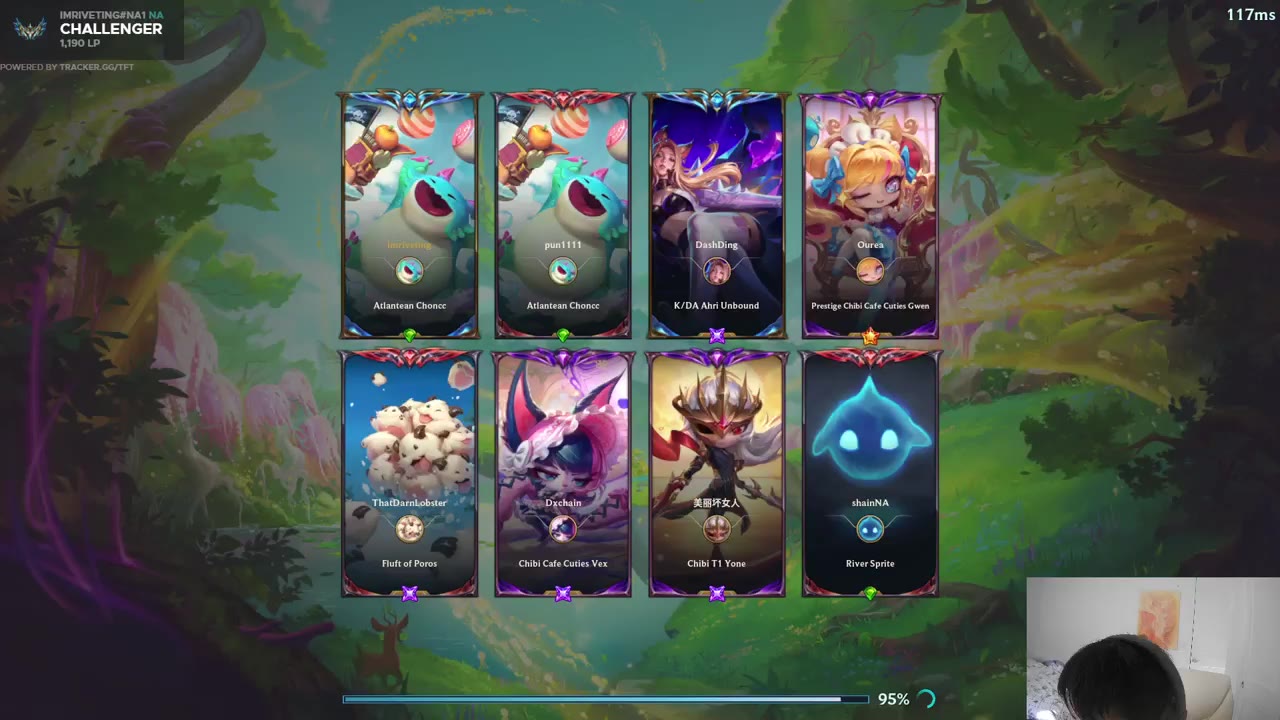 IMRIVETING#NA1 NA
CHALLENGER
1,190 LP
POWERED BY TRACKER.GG/TFT
117ms
imriveting
Atlantean Choncc
pun1111
Atlantean Choncc
DashDing
K/DA Ahri Unbound
Ourea
Prestige Chibi Cafe Cuties Gwen
ThatDarnLobster
Fluft of Poros
Dxchain
Chibi Cafe Cuties Vex
美丽坏女人
Chibi T1 Yone
shainNA
River Sprite
95%